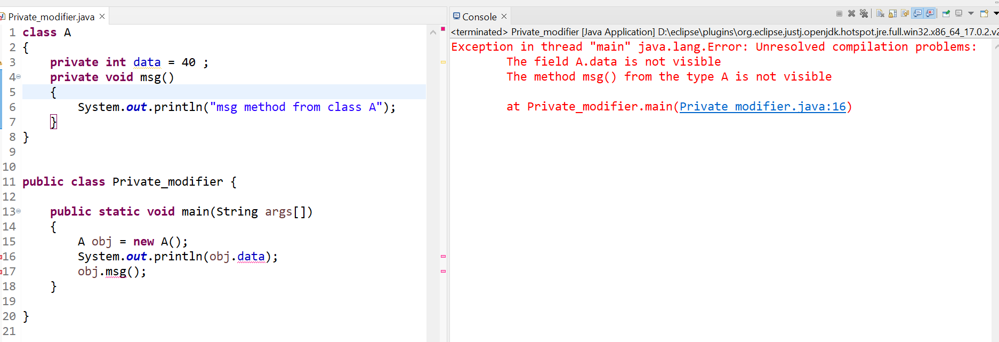 Private_modifier.java
1 class A
2 {
3     private int data = 40 ;
4     private void msg()
5     {
6         System.out.println("msg method from class A");
7     }
8 }
9
10
11 public class Private_modifier {
12
13     public static void main(String args[])
14     {
15         A obj = new A();
16         System.out.println(obj.data);
17         obj.msg();
18     }
19
20 }
21
Console
<terminated> Private_modifier [Java Application] D:\eclipse\plugins\org.eclipse.justj.openjdk.hotspot.jre.full.win32.x86_64_17.0.2.v2
Exception in thread "main" java.lang.Error: Unresolved compilation problems:
        The field A.data is not visible
        The method msg() from the type A is not visible
        at Private_modifier.main(Private_modifier.java:16)